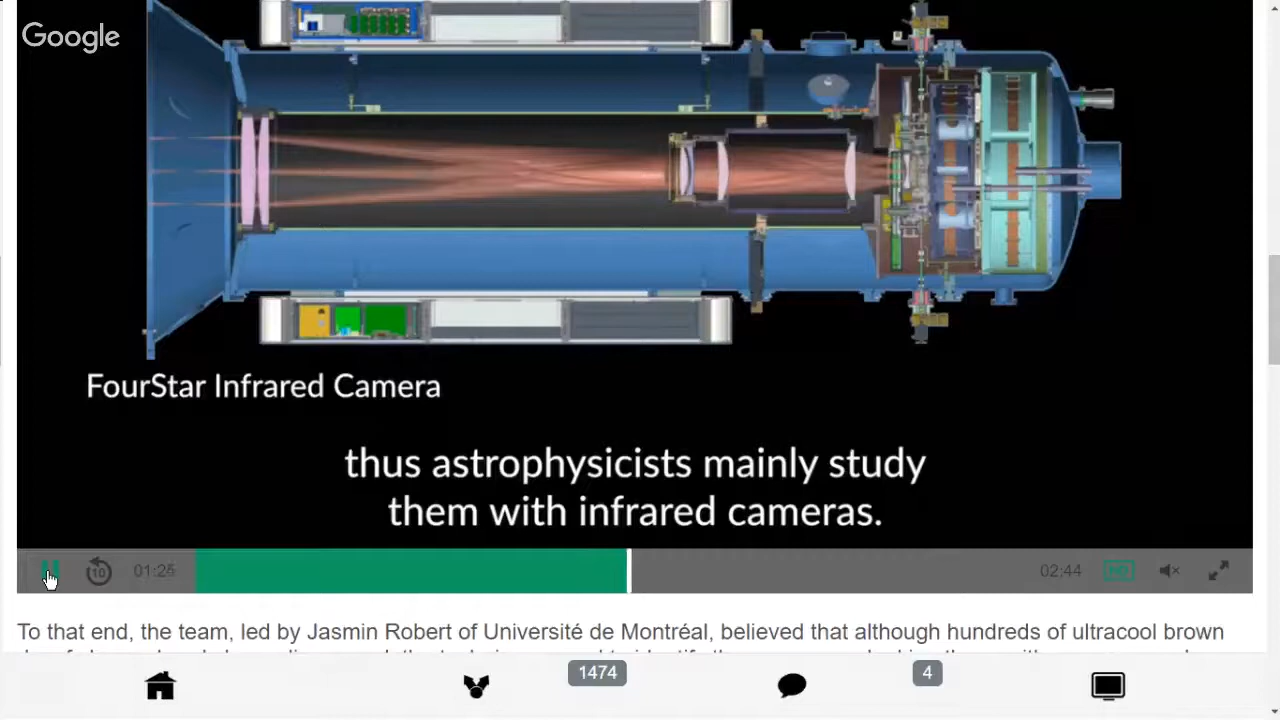 Google
FourStar Infrared Camera
thus astrophysicists mainly study
them with infrared cameras.
10
01:25
02:44
HD
To that end, the team, led by Jasmin Robert of Université de Montréal, believed that although hundreds of ultracool brown
1474
4